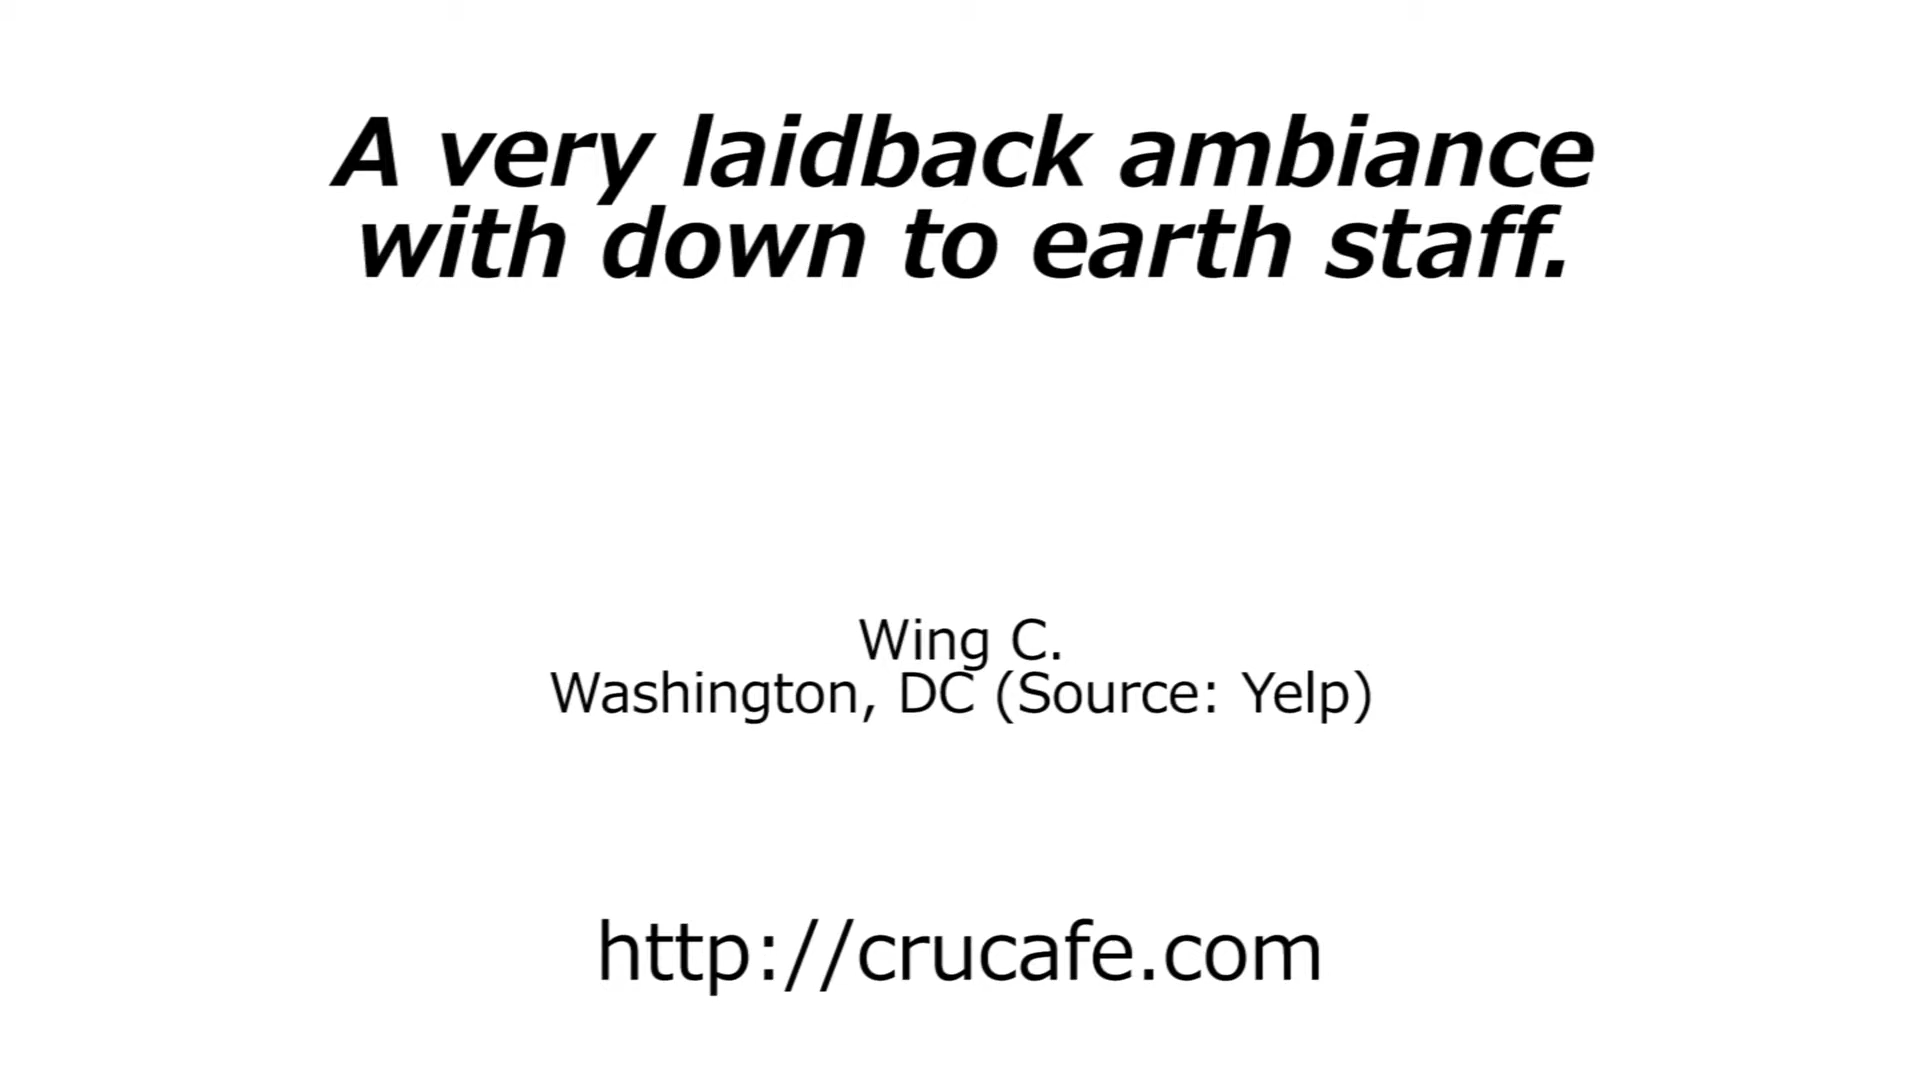 A very laidback ambiance
with down to earth staff.
Wing C.
Washington, DC (Source: Yelp)
http://crucafe.com